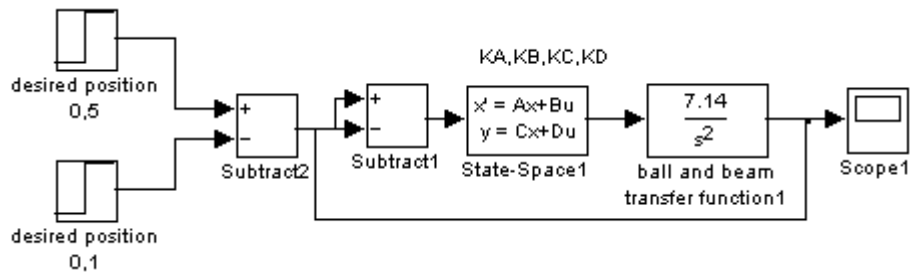 KA,KB,KC,KD
desired position
0,5
+
−
Subtract2
+
−
Subtract1
x' = Ax+Bu
y = Cx+Du
State-Space1
7.14
s2
ball and beam
transfer function1
Scope1
desired position
0,1